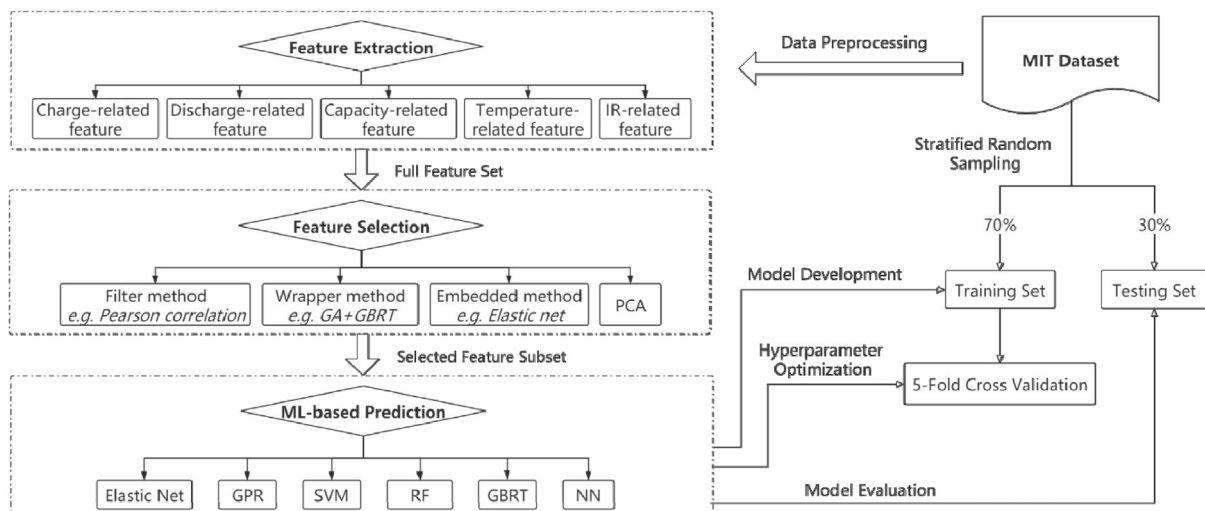 Feature Extraction
Charge-related
feature
Discharge-related
feature
Capacity-related
feature
Temperature-
related feature
IR-related
feature
Full Feature Set
Feature Selection
Filter method
e.g. Pearson correlation
Wrapper method
e.g. GA+GBRT
Embedded method
e.g. Elastic net
PCA
Selected Feature Subset
ML-based Prediction
Elastic Net
GPR
SVM
RF
GBRT
NN
Data Preprocessing
MIT Dataset
Stratified Random
Sampling
70%
30%
Model Development
Training Set
Testing Set
Hyperparameter
Optimization
5-Fold Cross Validation
Model Evaluation